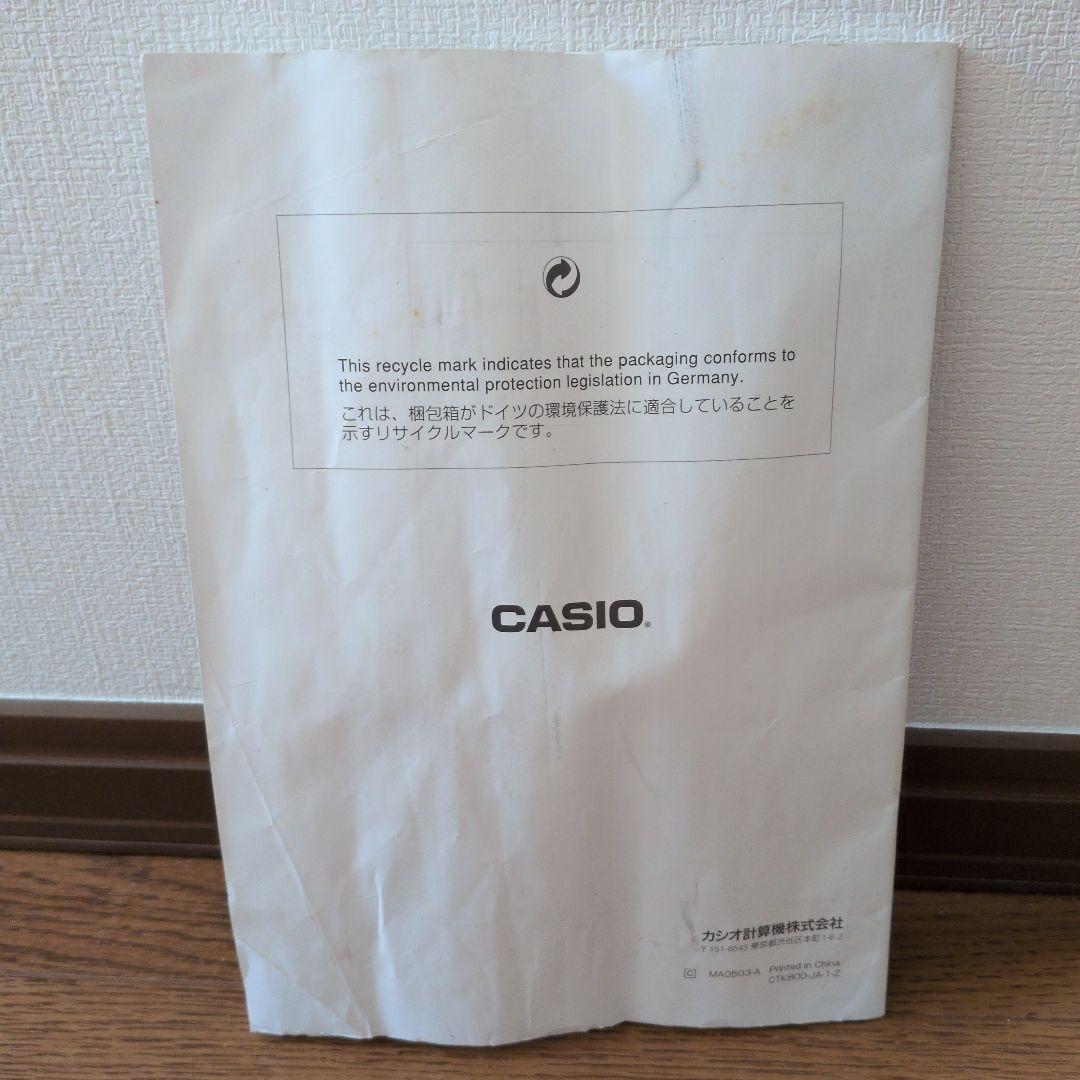 This recycle mark indicates that the packaging conforms to
the environmental protection legislation in Germany.
これは、梱包箱がドイツの環境保護法に適合していることを
示すリサイクルマークです。
CASIO®
カシオ計算機株式会社
〒151-8543 東京都渋谷区本町1-6-2
C MA0503-A Printed in China
CTK800-JA-1-Z